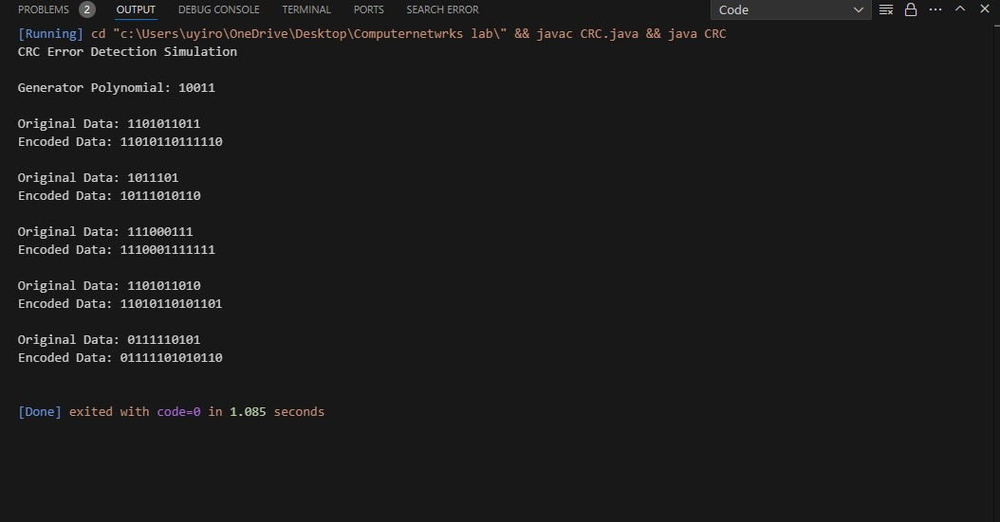 PROBLEMS 2 OUTPUT DEBUG CONSOLE TERMINAL PORTS SEARCH ERROR Code
[Running] cd "c:\Users\uyiro\OneDrive\Desktop\Computernetwrks lab\" && javac CRC.java && java CRC
CRC Error Detection Simulation
Generator Polynomial: 10011
Original Data: 1101011011
Encoded Data: 11010110111110
Original Data: 1011101
Encoded Data: 10111010110
Original Data: 111000111
Encoded Data: 1110001111111
Original Data: 1101011010
Encoded Data: 11010110101101
Original Data: 0111110101
Encoded Data: 01111101010110
[Done] exited with code=0 in 1.085 seconds